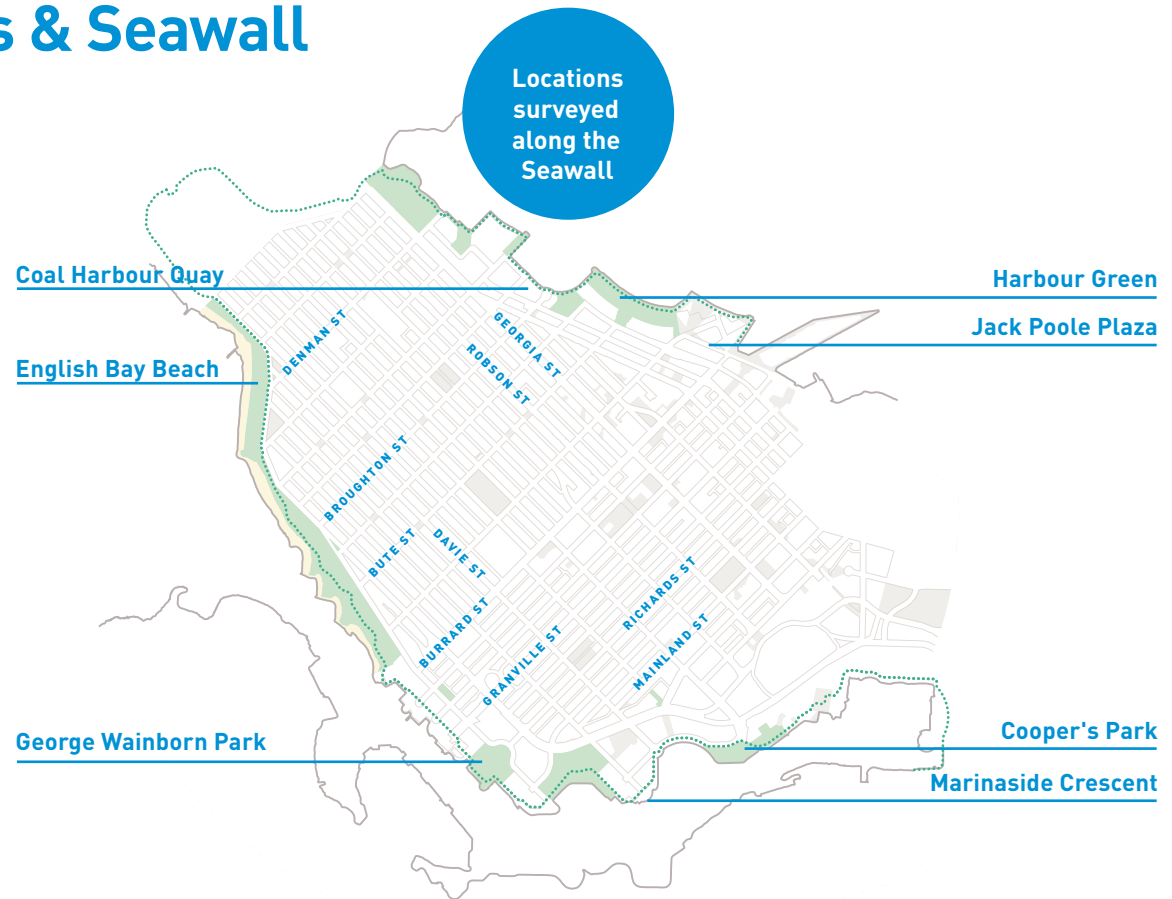 s & Seawall
Locations
surveyed
along the
Seawall
Coal Harbour Quay
Harbour Green
Jack Poole Plaza
English Bay Beach
DENMAN ST
GEORGIA ST
ROBSON ST
BROUGHTON ST
BUTE ST
DAVIE ST
BURRARD ST
GRANVILLE ST
RICHARDS ST
MAINLAND ST
George Wainborn Park
Cooper's Park
Marinaside Crescent